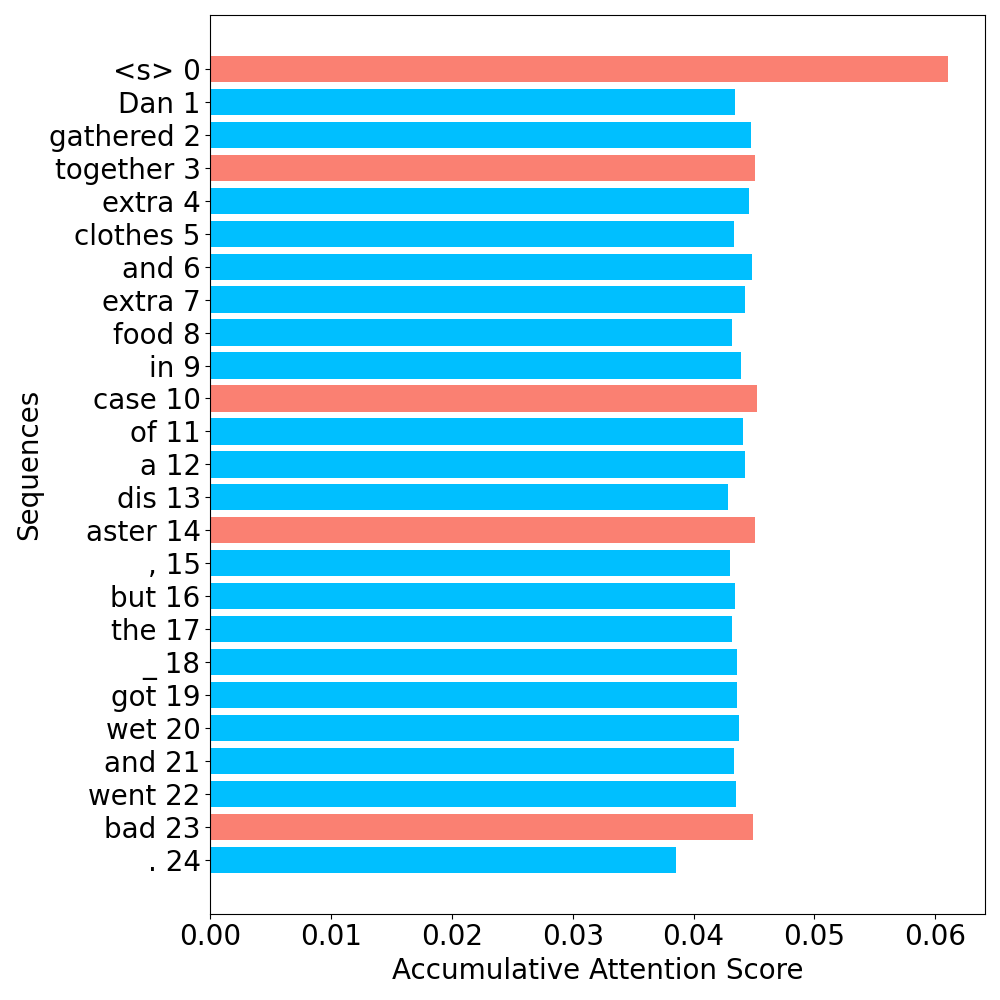 <s> 0
Dan 1
gathered 2
together 3
extra 4
clothes 5
and 6
extra 7
food 8
in 9
case 10
of 11
a 12
dis 13
aster 14
, 15
but 16
the 17
_ 18
got 19
wet 20
and 21
went 22
bad 23
. 24
Sequences
0.00 0.01 0.02 0.03 0.04 0.05 0.06
Accumulative Attention Score